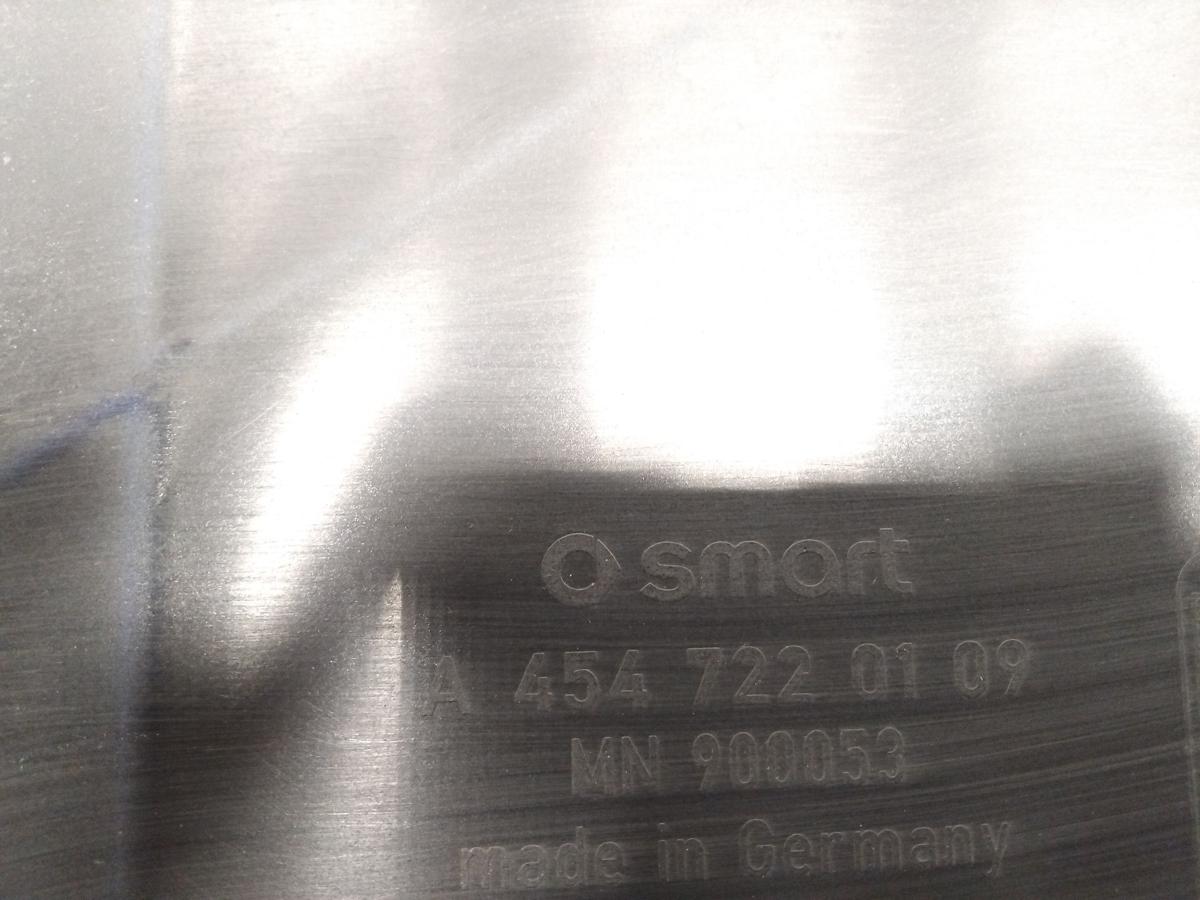 smart
A 454 722 01 09
MN 900053
made in Germany